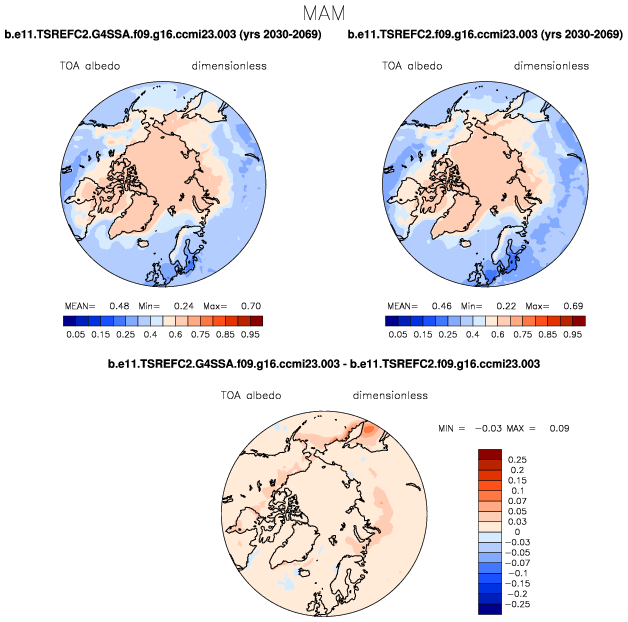 MAM
b.e11.TSREFC2.G4SSA.f09.g16.ccmi23.003 (yrs 2030-2069)
b.e11.TSREFC2.f09.g16.ccmi23.003 (yrs 2030-2069)
TOA albedo dimensionless
TOA albedo dimensionless
MEAN= 0.48 Min= 0.24 Max= 0.70
0.05 0.15 0.25 0.4 0.6 0.75 0.85 0.95
MEAN= 0.46 Min= 0.22 Max= 0.69
0.05 0.15 0.25 0.4 0.6 0.75 0.85 0.95
b.e11.TSREFC2.G4SSA.f09.g16.ccmi23.003 - b.e11.TSREFC2.f09.g16.ccmi23.003
TOA albedo dimensionless
MIN = −0.03 MAX = 0.09
0.25
0.2
0.15
0.1
0.07
0.05
0.03
0
−0.03
−0.05
−0.07
−0.1
−0.15
−0.2
−0.25